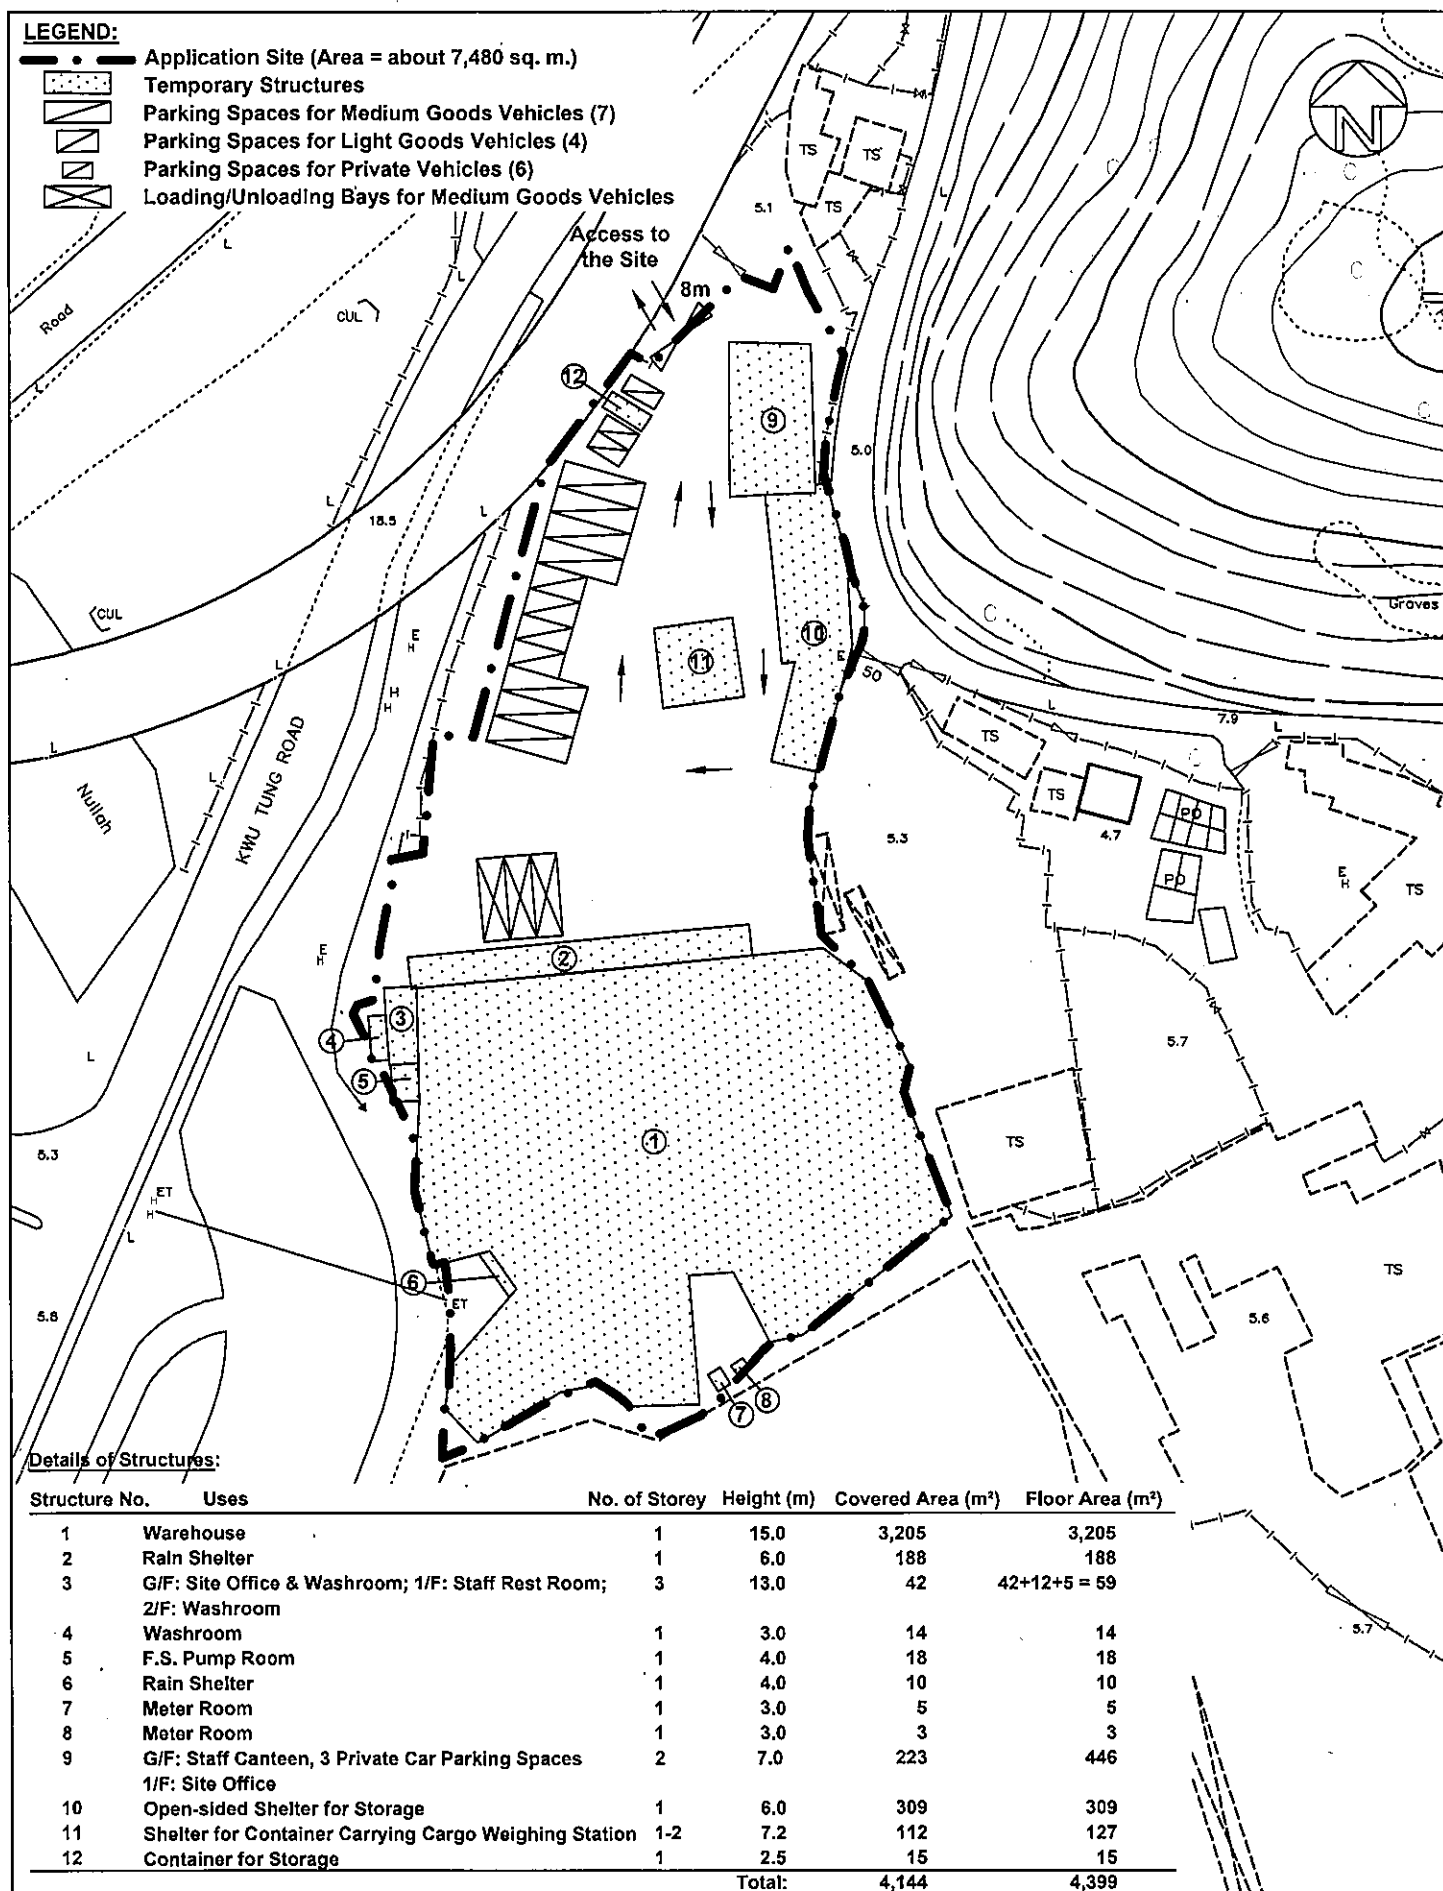 LEGEND:
Application Site (Area = about 7,480 sq. m.)
Temporary Structures
Parking Spaces for Medium Goods Vehicles (7)
Parking Spaces for Light Goods Vehicles (4)
Parking Spaces for Private Vehicles (6)
Loading/Unloading Bays for Medium Goods Vehicles
N
TS
TS
TS
5.1
L
L
L
Access to
the Site
8m
C
C
C
C
C
Road
CUL
L
12
9
5.0
L
18.5
L
CUL
E
H
H
H
C
Graves
10
11
E
50
L
L
7.9
L
TS
C
TS
4.7
PO
PO
5.3
E
H
TS
L
L
KWU TUNG ROAD
Nullah
E
H
2
3
4
5
L
5.7
TS
1
5.3
ET
H
H
L
6
ET
5.6
TS
5.6
7
8
5.7
Details of Structures:
Structure No. Uses No. of Storey Height (m) Covered Area (m²) Floor Area (m²)
1 Warehouse 1 15.0 3,205 3,205
2 Rain Shelter 1 6.0 188 188
3 G/F: Site Office & Washroom; 1/F: Staff Rest Room; 3 13.0 42 42+12+5 = 59
2/F: Washroom
4 Washroom 1 3.0 14 14
5 F.S. Pump Room 1 4.0 18 18
6 Rain Shelter 1 4.0 10 10
7 Meter Room 1 3.0 5 5
8 Meter Room 1 3.0 3 3
9 G/F: Staff Canteen, 3 Private Car Parking Spaces 2 7.0 223 446
1/F: Site Office
10 Open-sided Shelter for Storage 1 6.0 309 309
11 Shelter for Container Carrying Cargo Weighing Station 1-2 7.2 112 127
12 Container for Storage 1 2.5 15 15
Total: 4,144 4,399